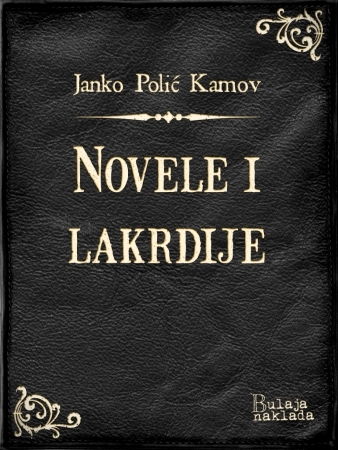 Janko Polić Kamov
Novele i
lakrdije
Bulaja
naklada